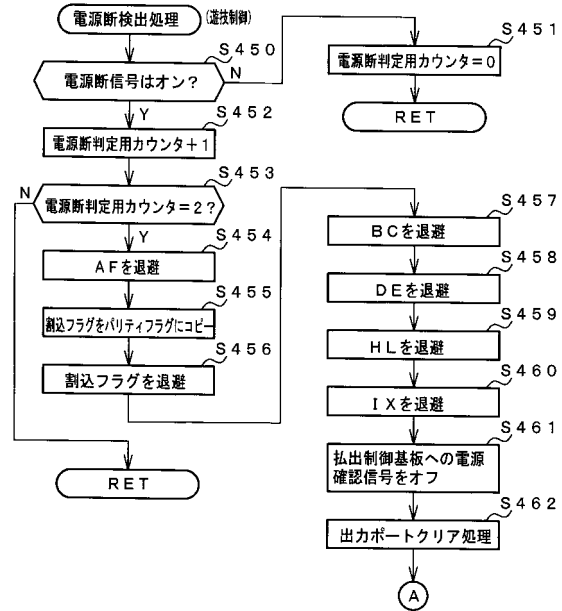 電源断検出処理 (遊技制御)
S450
電源断信号はオン?
N
Y
S451
電源断判定用カウンタ=0
RET
S452
電源断判定用カウンタ+1
S453
電源断判定用カウンタ=2?
N
Y
S454
AFを退避
S455
割込フラグをパリティフラグにコピー
S456
割込フラグを退避
RET
S457
BCを退避
S458
DEを退避
S459
HLを退避
S460
IXを退避
S461
払出制御基板への電源
確認信号をオフ
S462
出力ポートクリア処理
A